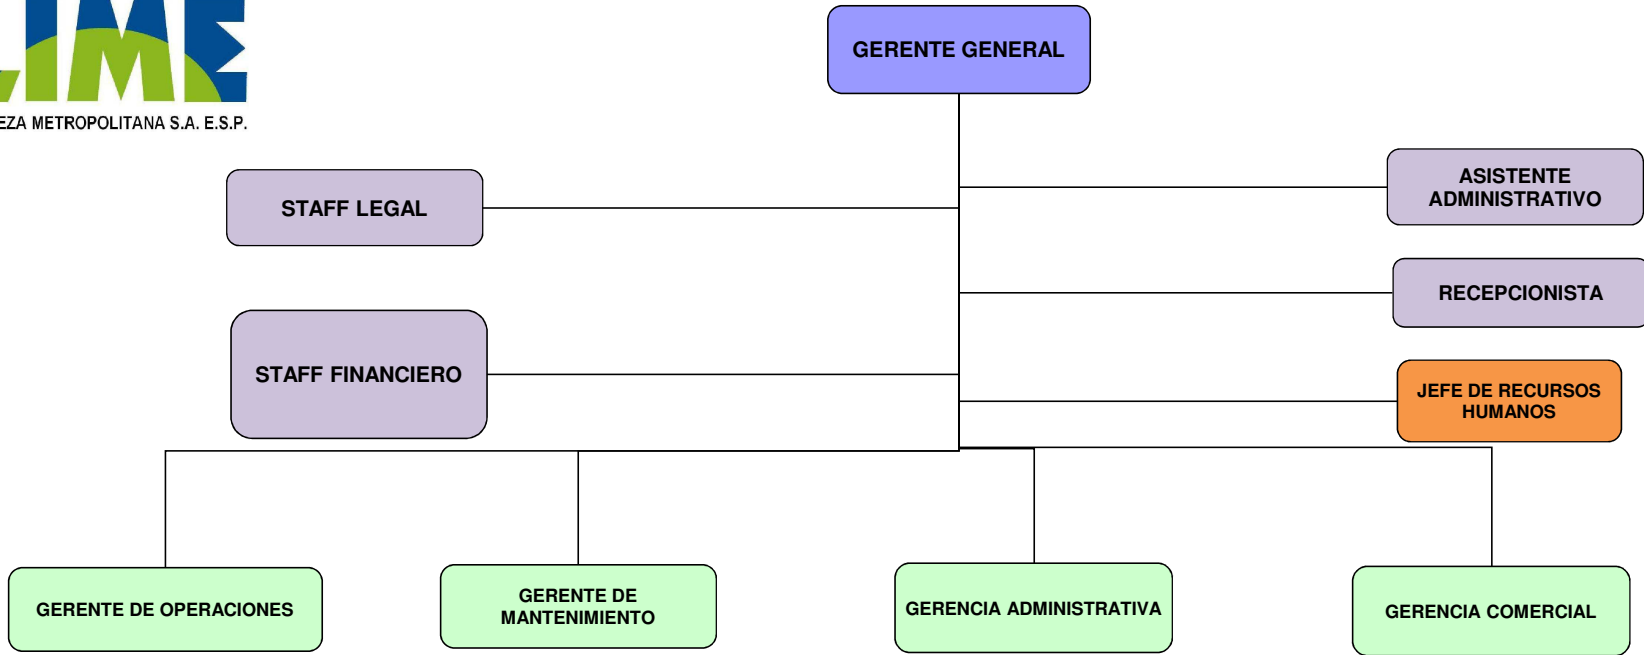 LIME
EZA METROPOLITANA S.A. E.S.P.
GERENTE GENERAL
STAFF LEGAL
ASISTENTE
ADMINISTRATIVO
RECEPCIONISTA
STAFF FINANCIERO
JEFE DE RECURSOS
HUMANOS
GERENTE DE OPERACIONES
GERENTE DE
MANTENIMIENTO
GERENCIA ADMINISTRATIVA
GERENCIA COMERCIAL